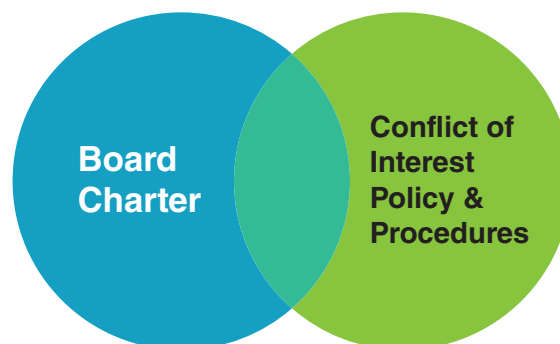 Board
Charter
Conflict of
Interest
Policy &
Procedures